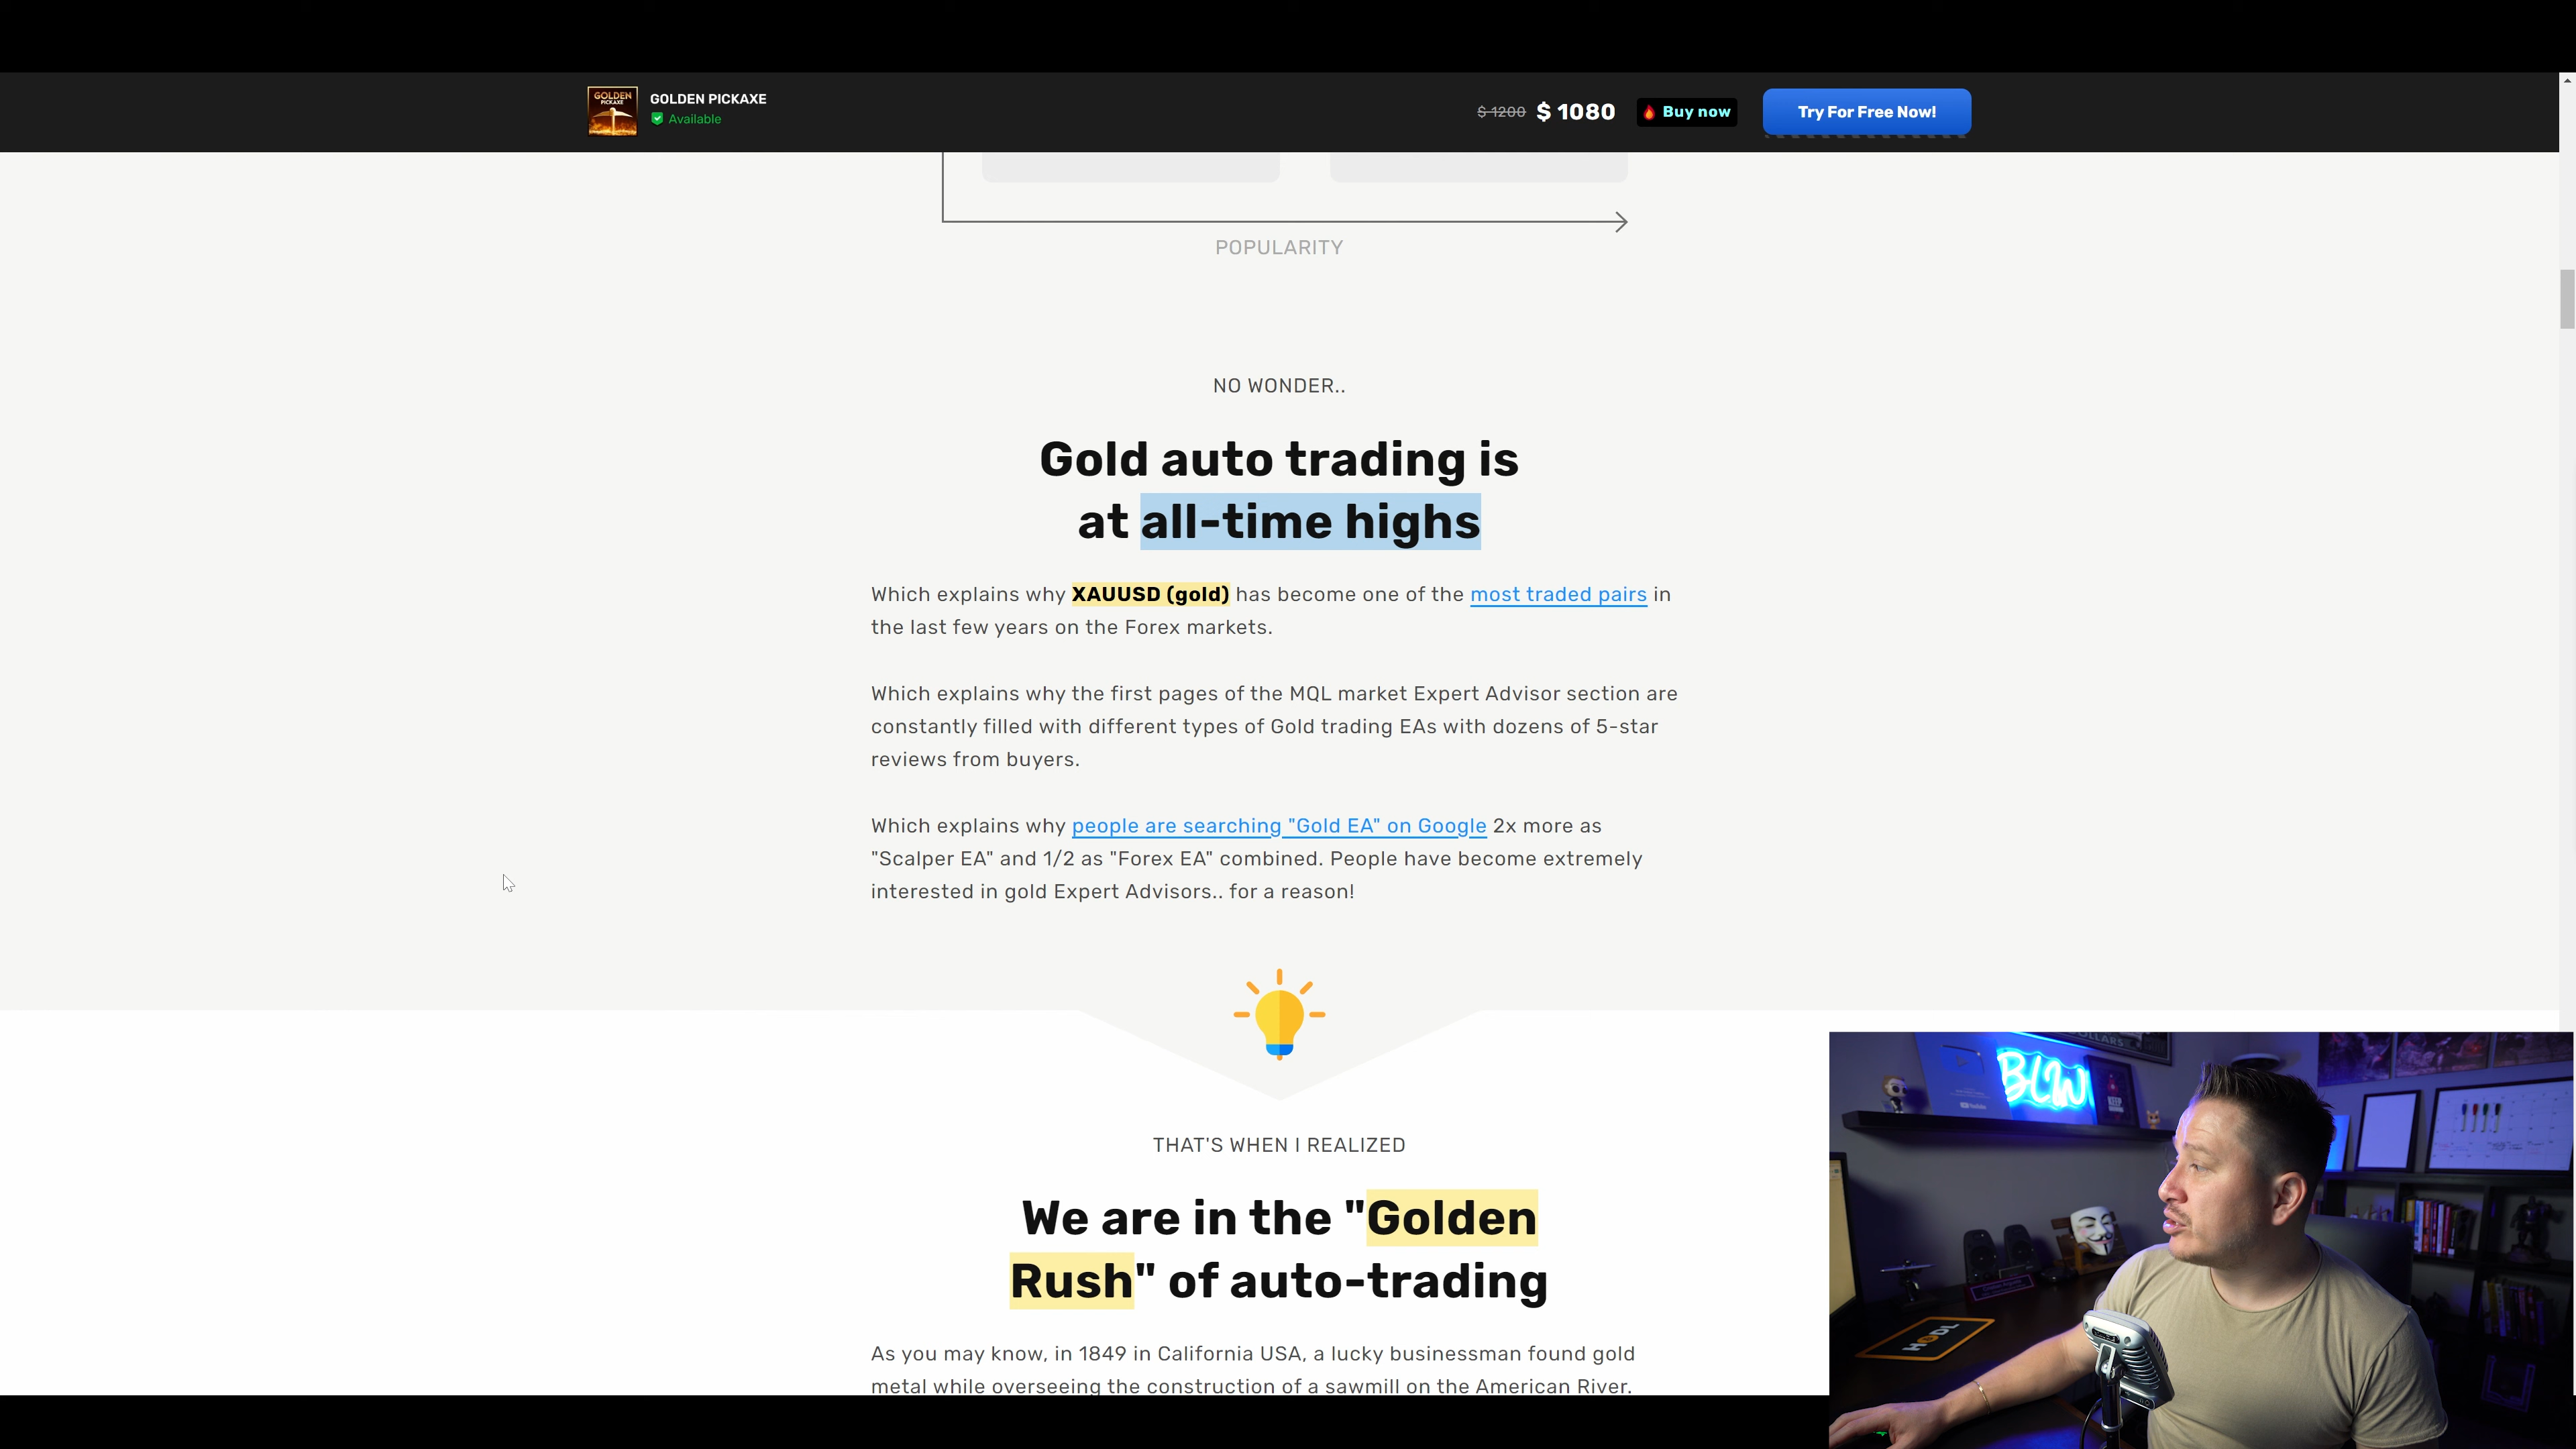 GOLDEN PICKAXE
GOLDEN PICKAXE
Available
$ 1200 $ 1080 Buy now Try For Free Now!
POPULARITY
NO WONDER..
Gold auto trading is
at all-time highs
Which explains why XAUUSD (gold) has become one of the most traded pairs in
the last few years on the Forex markets.
Which explains why the first pages of the MQL market Expert Advisor section are
constantly filled with different types of Gold trading EAs with dozens of 5-star
reviews from buyers.
Which explains why people are searching "Gold EA" on Google 2x more as
"Scalper EA" and 1/2 as "Forex EA" combined. People have become extremely
interested in gold Expert Advisors.. for a reason!
THAT'S WHEN I REALIZED
We are in the "Golden
Rush" of auto-trading
As you may know, in 1849 in California USA, a lucky businessman found gold
metal while overseeing the construction of a sawmill on the American River.
BLW
HODL